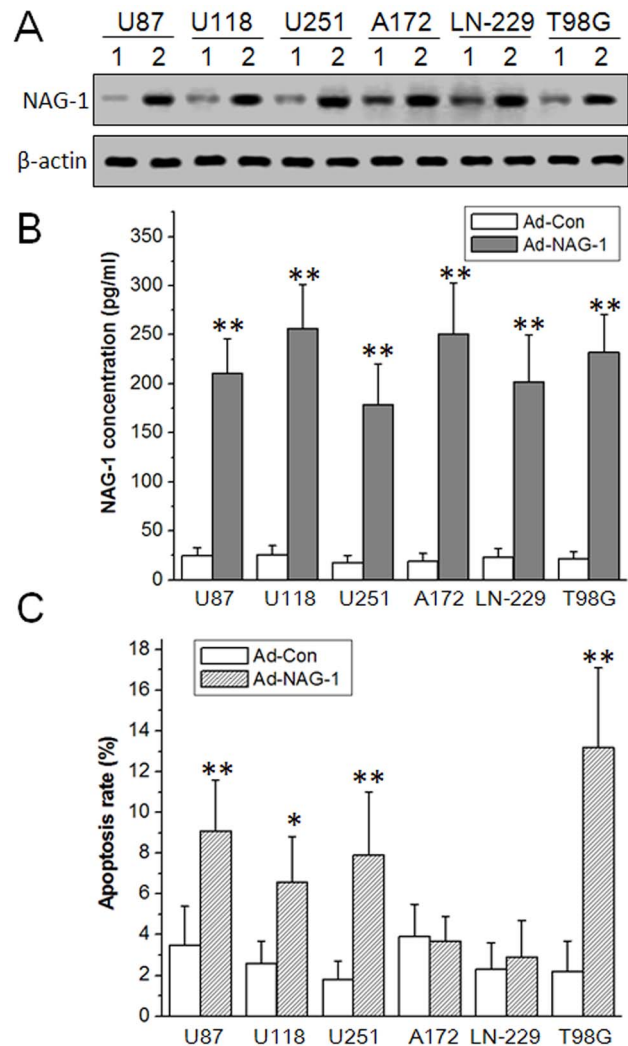 A
U87 U118 U251 A172 LN-229 T98G
1 2 1 2 1 2 1 2 1 2 1 2
NAG-1
β-actin
B
Ad-Con
Ad-NAG-1
NAG-1 concentration (pg/ml)
350
300
250
200
150
100
50
0
** ** ** ** ** **
U87 U118 U251 A172 LN-229 T98G
C
Ad-Con
Ad-NAG-1
Apoptosis rate (%)
18
16
14
12
10
8
6
4
2
0
** * ** **
U87 U118 U251 A172 LN-229 T98G